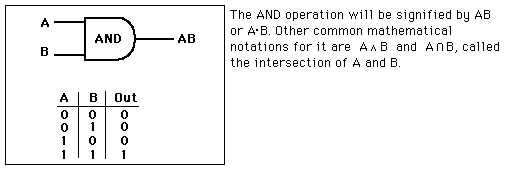 A
AND
B
AB
A B Out
0 0 0
0 1 0
1 0 0
1 1 1
The AND operation will be signified by AB
or A·B. Other common mathematical
notations for it are A∧B and A∩B, called
the intersection of A and B.